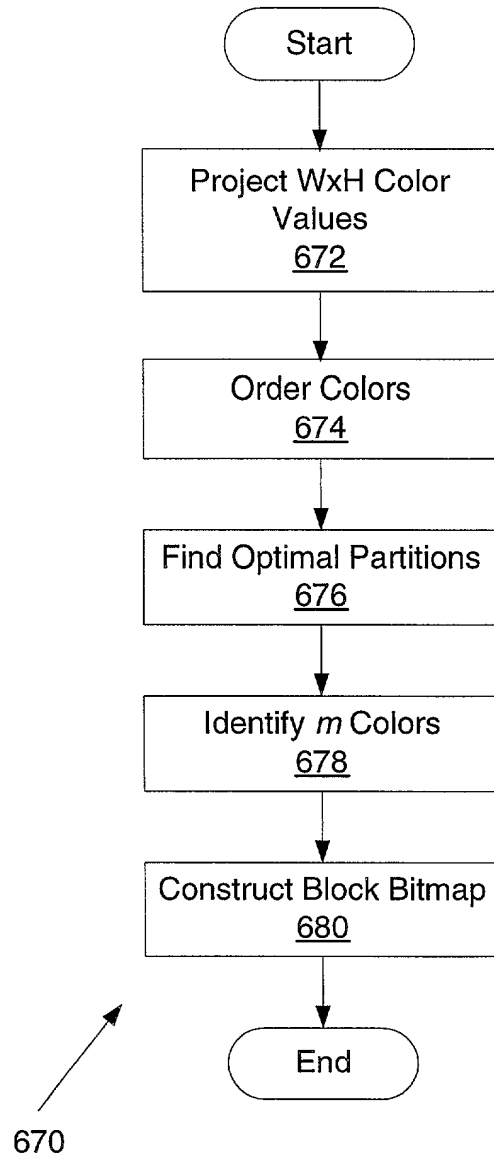 Start
Project WxH Color
Values
672
Order Colors
674
Find Optimal Partitions
676
Identify m Colors
678
Construct Block Bitmap
680
End
670